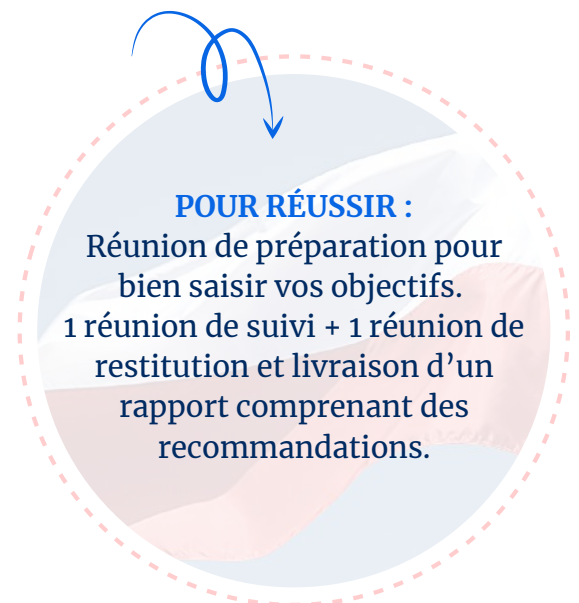 POUR RÉUSSIR :
Réunion de préparation pour
bien saisir vos objectifs.
1 réunion de suivi + 1 réunion de
restitution et livraison d’un
rapport comprenant des
recommandations.